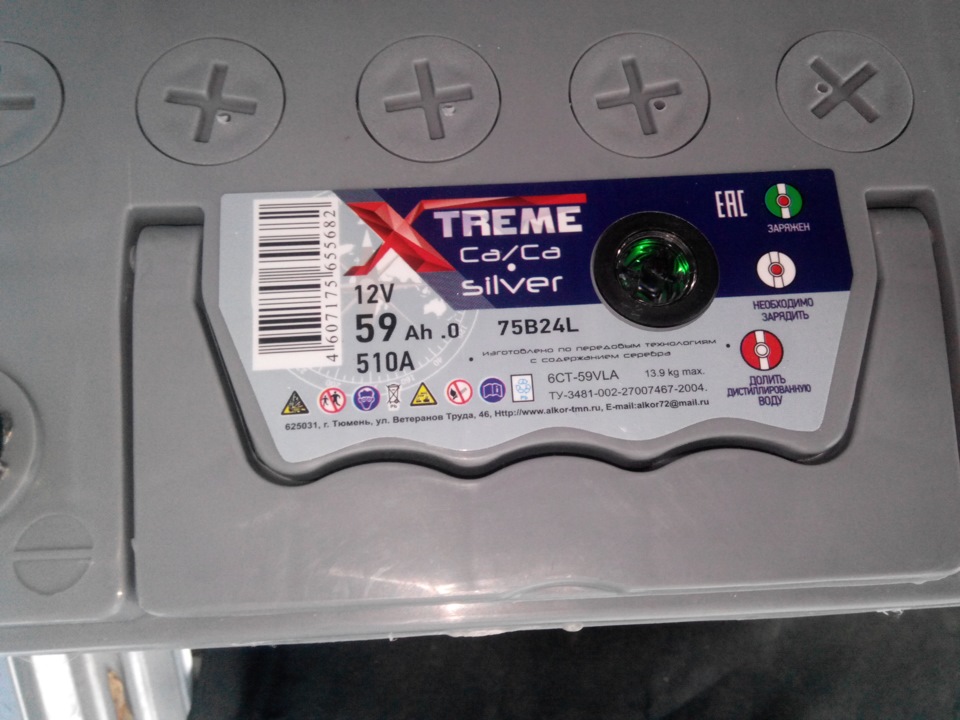 XTREME
Ca/Ca
silver
EAC
ЗАРЯЖЕН
НЕОБХОДИМО
ЗАРЯДИТЬ
ДОЛИТЬ
ДИСТИЛЛИРОВАННУЮ
ВОДУ
4607175655682
12V
59 Ah .0
510A
75B24L
• изготовлено по передовым технологиям •
с содержанием серебра
6СТ-59VLA 13.9 kg max.
ТУ-3481-002-27007467-2004.
Pb
Pb
625031, г. Тюмень, ул. Ветеранов Труда, 46, Http://www.alkor-tmn.ru, E-mail:alkor72@mail.ru